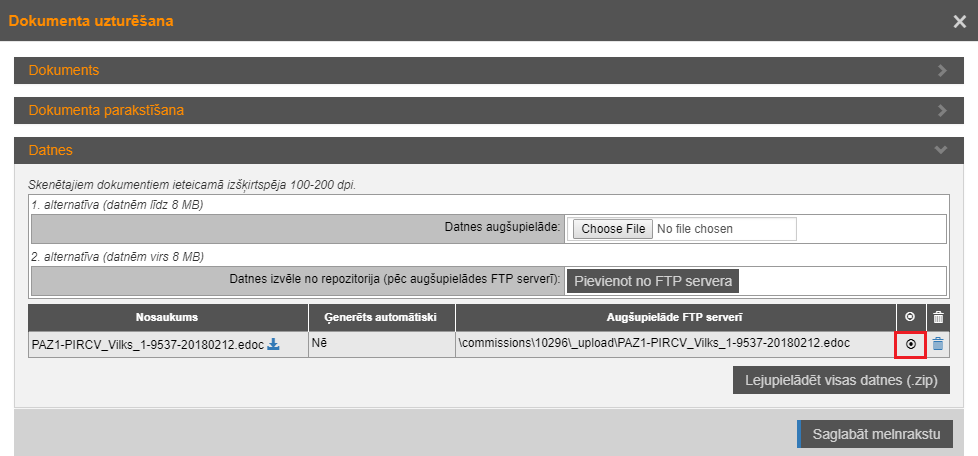 Dokumenta uzturēšana
Dokuments
Dokumenta parakstīšana
Datnes
Skenētajiem dokumentiem ieteicamā izšķirtspēja 100-200 dpi.
1. alternatīva (datnēm līdz 8 MB)
Datnes augšupielāde: Choose File No file chosen
2. alternatīva (datnēm virs 8 MB)
Datnes izvēle no repozitorija (pēc augšupielādes FTP serverī): Pievienot no FTP servera
Nosaukums Ģenerēts automātiski Augšupielāde FTP serverī
PAZ1-PIRCV_Vilks_1-9537-20180212.edoc Nē \commissions\10296\_upload\PAZ1-PIRCV_Vilks_1-9537-20180212.edoc
Lejupielādēt visas datnes (.zip)
Saglabāt melnrakstu